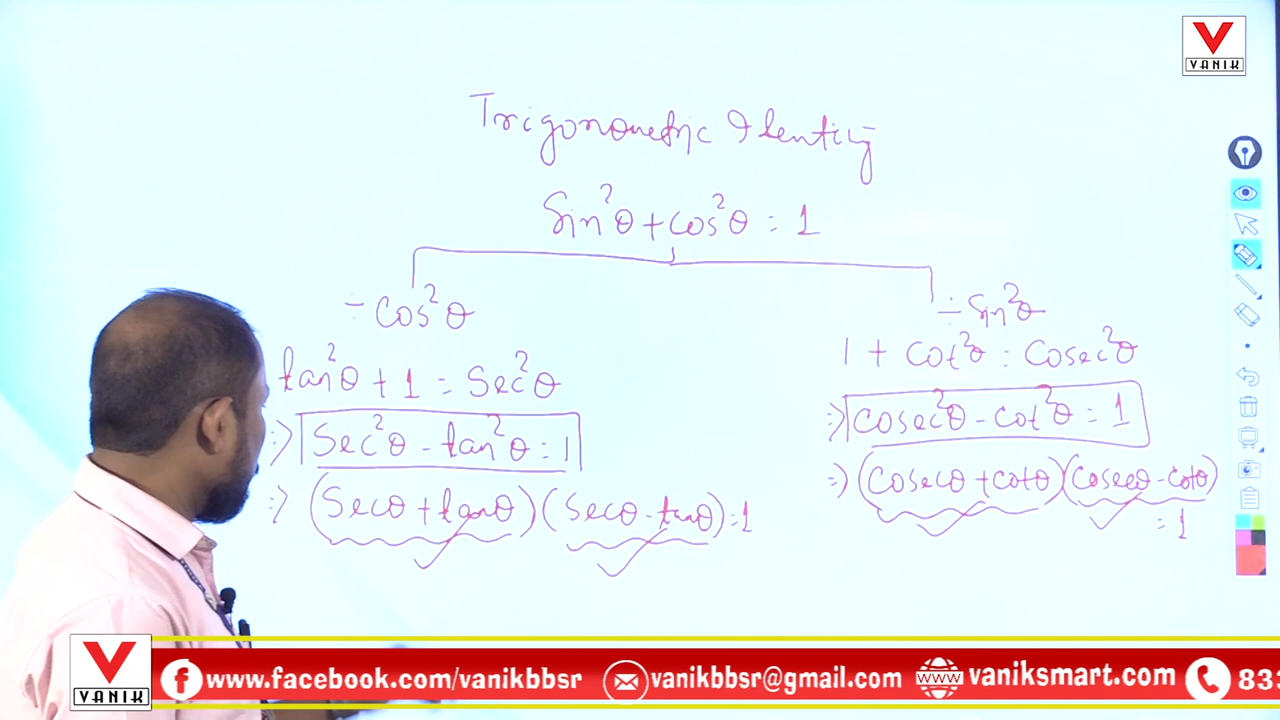 VANIK
Trigonometric Identity
Sin²θ + Cos²θ = 1
÷ Cos²θ
tan²θ + 1 = Sec²θ
⇒ Sec²θ - tan²θ = 1
⇒ (Secθ + tanθ)(Secθ - tanθ) = 1
÷ Sin²θ
1 + Cot²θ = Cosec²θ
⇒ Cosec²θ - Cot²θ = 1
⇒ (Cosecθ + Cotθ)(Cosecθ - Cotθ)
= 1
VANIK
www.facebook.com/vanikbbsr
vanikbbsr@gmail.com
www
vaniksmart.com
833